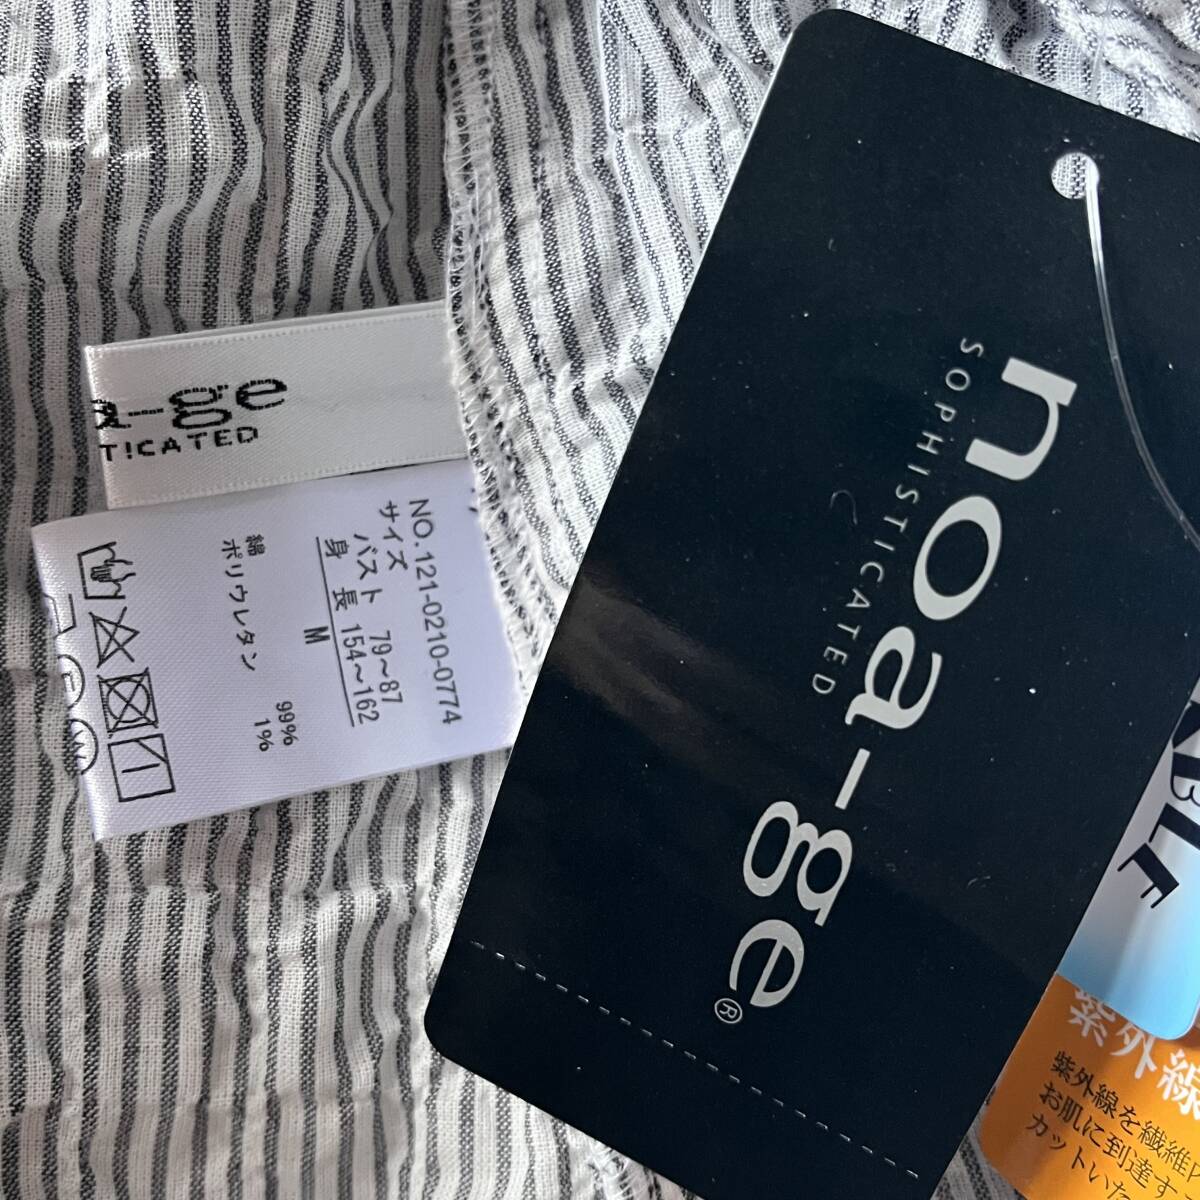 a-ge
TICATED
NO.121-0210-0774
サイズ
バスト 79～87
身 長 154～162
M
綿 99%
ポリウレタン 1%
noa-ge®
SOPHISTICATED
紫外線
紫外線を繊維
お肌に到達す
カットいた